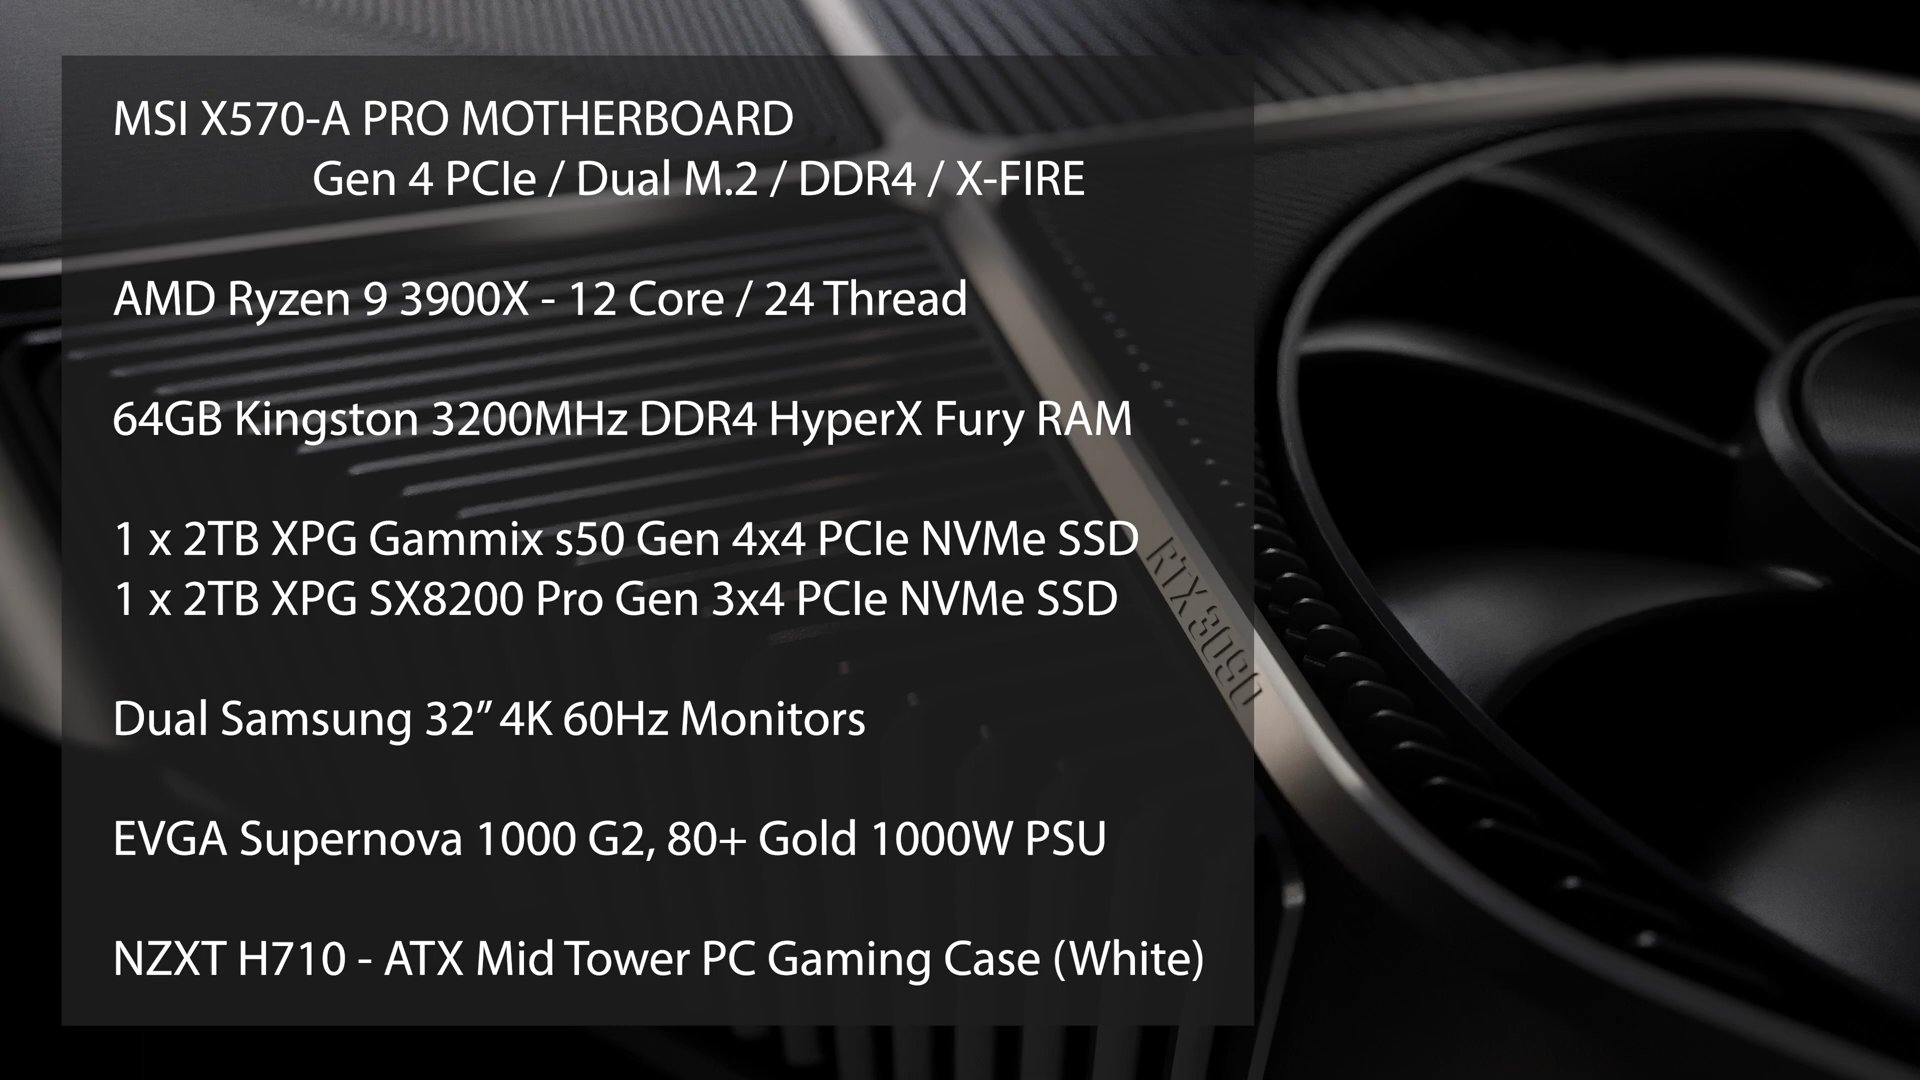 MSI X570-A PRO MOTHERBOARD
Gen 4 PCIe / Dual M.2 / DDR4 / X-FIRE
AMD Ryzen 9 3900X - 12 Core / 24 Thread
64GB Kingston 3200MHz DDR4 HyperX Fury RAM
1 x 2TB XPG Gammix s50 Gen 4x4 PCIe NVMe SSD
1 x 2TB XPG SX8200 Pro Gen 3x4 PCIe NVMe SSD
RTX 3090
Dual Samsung 32” 4K 60Hz Monitors
EVGA Supernova 1000 G2, 80+ Gold 1000W PSU
NZXT H710 - ATX Mid Tower PC Gaming Case (White)